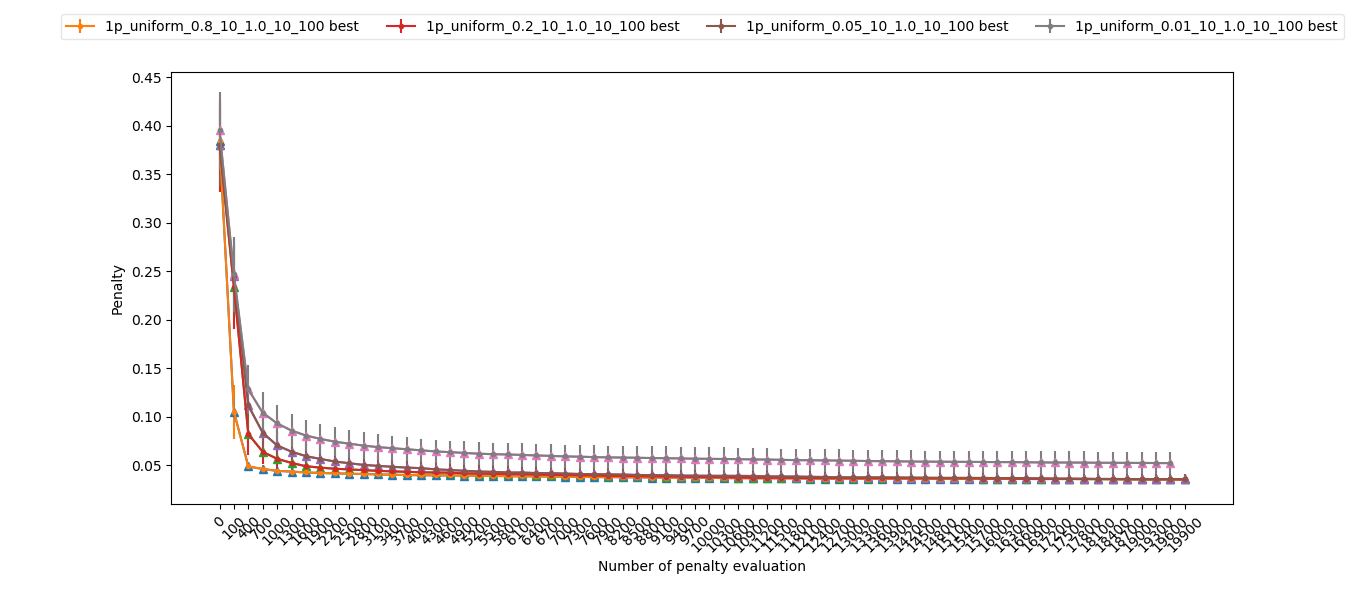 1p_uniform_0.8_10_1.0_10_100 best 1p_uniform_0.2_10_1.0_10_100 best 1p_uniform_0.05_10_1.0_10_100 best 1p_uniform_0.01_10_1.0_10_100 best
0.45
0.40
0.35
0.30
0.25
0.20
0.15
0.10
0.05
Penalty
0 100 400 700 1000 1300 1600 1900 2200 2500 2800 3100 3400 3700 4000 4300 4600 4900 5200 5500 5800 6100 6400 6700 7000 7300 7600 7900 8200 8500 8800 9100 9400 9700 10000 10300 10600 10900 11200 11500 11800 12100 12400 12700 13000 13300 13600 13900 14200 14500 14800 15100 15400 15700 16000 16300 16600 16900 17200 17500 17800 18100 18400 18700 19000 19300 19600 19900
Number of penalty evaluation